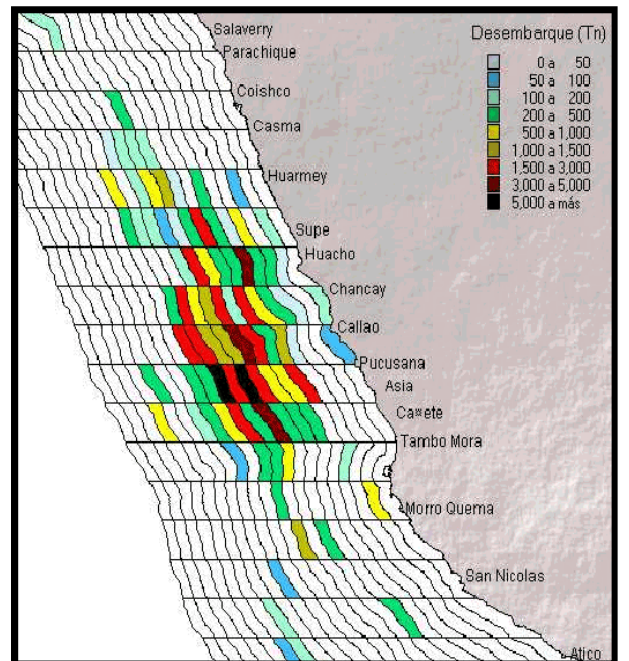 Salaverry
Parachique
Coishco
Casma
Huarmey
Supe
Huacho
Chancay
Callao
Pucusana
Asia
Ca¤ete
Tambo Mora
Morro Quema
San Nicolas
Atico
Desembarque (Tn)
0 a 50
50 a 100
100 a 200
200 a 500
500 a 1,000
1,000 a 1,500
1,500 a 3,000
3,000 a 5,000
5,000 a más